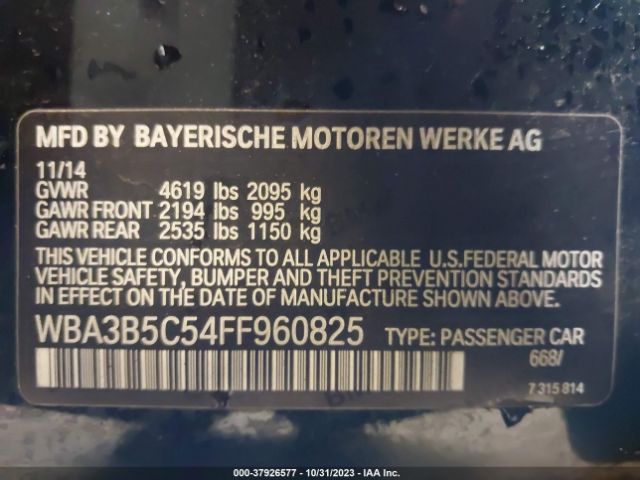 MFD BY BAYERISCHE MOTOREN WERKE AG
11/14
GVWR 4619 lbs 2095 kg
GAWR FRONT 2194 lbs 995 kg
GAWR REAR 2535 lbs 1150 kg
THIS VEHICLE CONFORMS TO ALL APPLICABLE U.S.FEDERAL MOTOR
VEHICLE SAFETY, BUMPER AND THEFT PREVENTION STANDARDS
IN EFFECT ON THE DATE OF MANUFACTURE SHOWN ABOVE.
WBA3B5C54FF960825 TYPE: PASSENGER CAR
668/
7 315 814
000-37926577 - 10/31/2023 - IAA Inc.